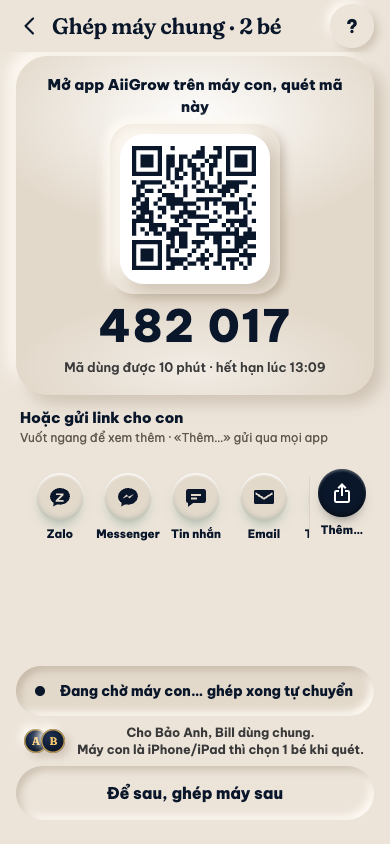 Ghép máy chung · 2 bé
?
Mở app AiiGrow trên máy con, quét mã
này
482 017
Mã dùng được 10 phút · hết hạn lúc 13:09
Hoặc gửi link cho con
Vuốt ngang để xem thêm · «Thêm...» gửi qua mọi app
Zalo
Messenger
Tin nhắn
Email
Thêm...
Đang chờ máy con... ghép xong tự chuyển
A B
Cho Bảo Anh, Bill dùng chung.
Máy con là iPhone/iPad thì chọn 1 bé khi quét.
Để sau, ghép máy sau